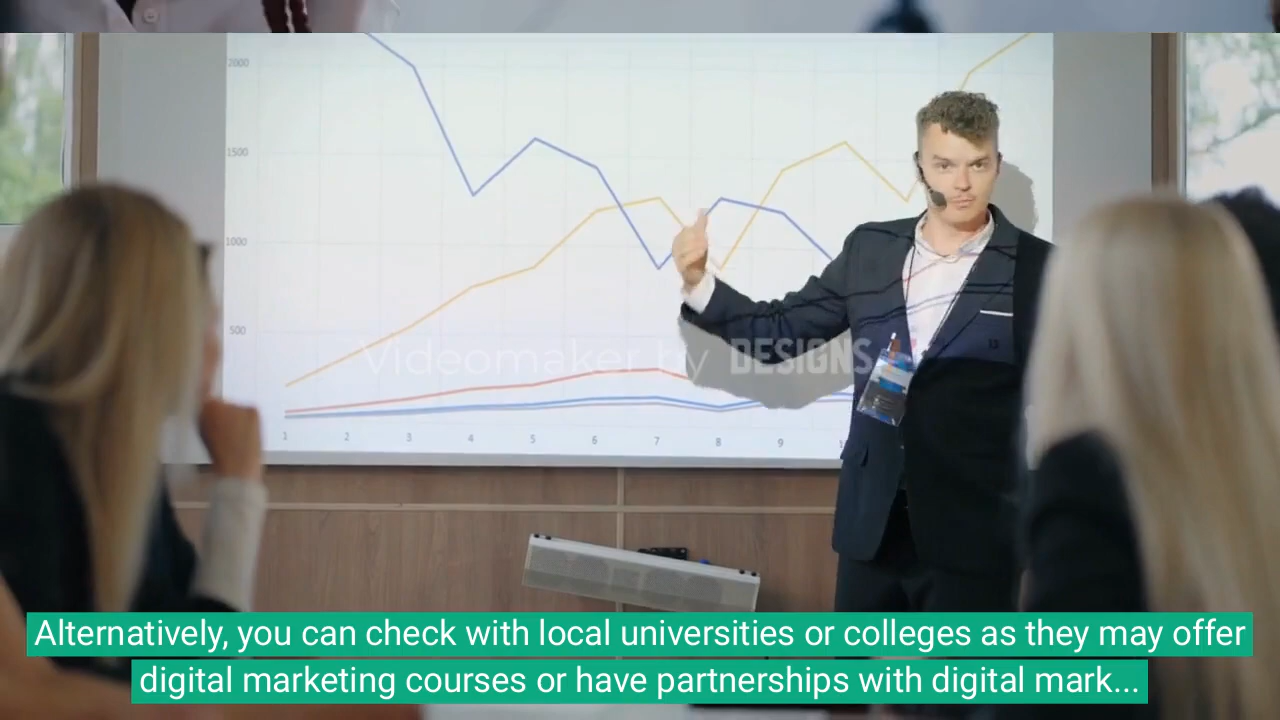 2000
1500
1000
500
Videomaker by DESIGNS.
1 2 3 4 5 6 7 8 9
Alternatively, you can check with local universities or colleges as they may offer
digital marketing courses or have partnerships with digital mark...